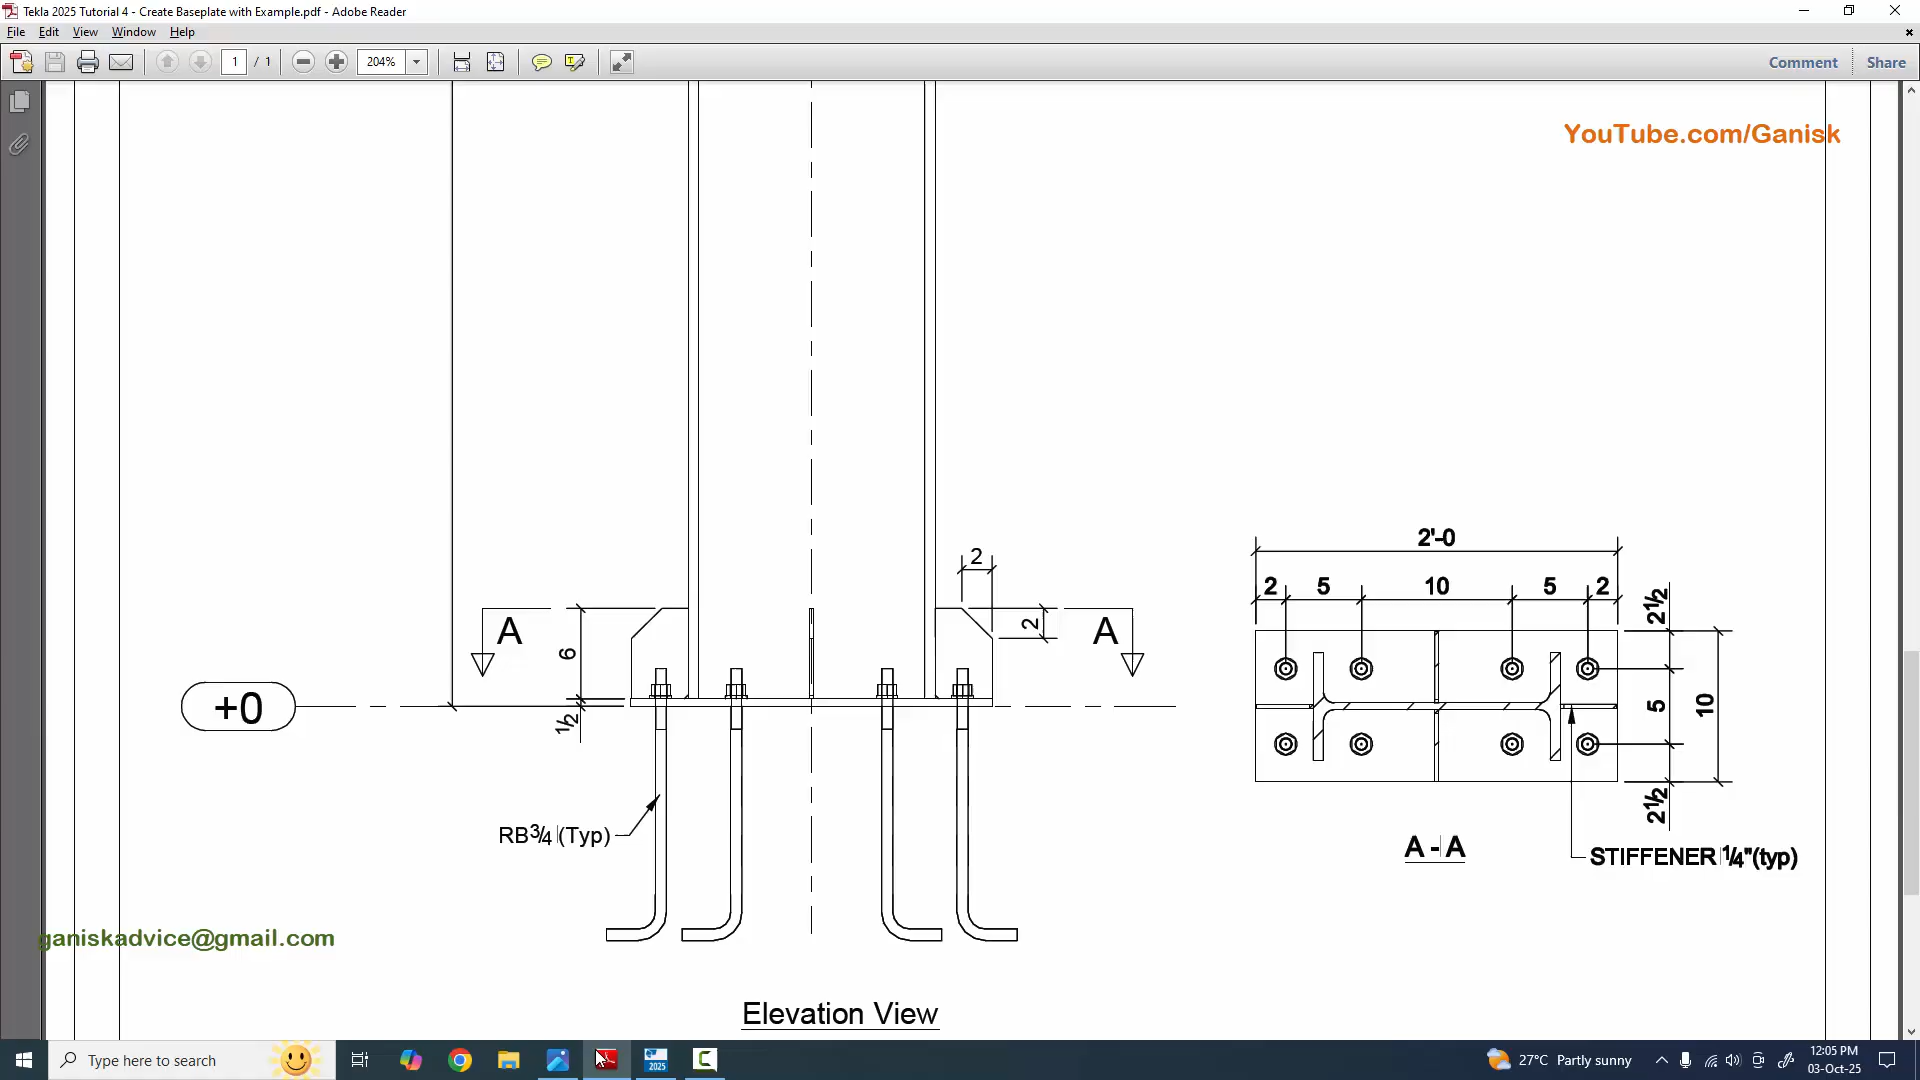 Tekla 2025 Tutorial 4 - Create Baseplate with Example.pdf - Adobe Reader
File Edit View Window Help
1 / 1 204% Comment Share
YouTube.com/Ganisk
2'-0
2 5 10 5 2
2
2
A A
6
1/2
+0
2½
5
10
2½
RB¾ (Typ)
A - A
STIFFENER ¼"(typ)
ganiskadvice@gmail.com
Elevation View
Type here to search
2025
27°C Partly sunny
12:05 PM
03-Oct-25